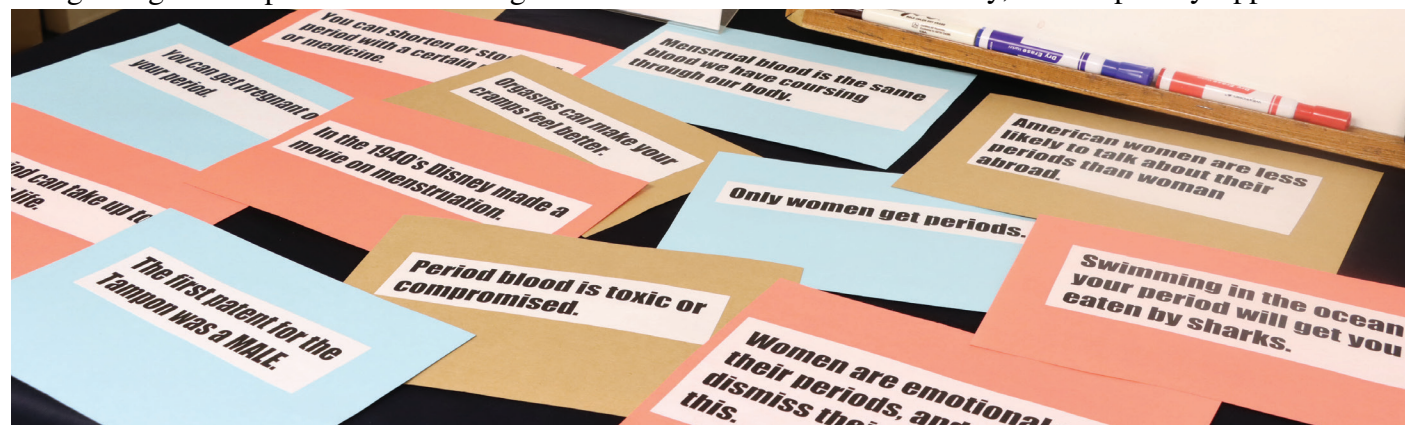 You can shorten or sto
period with a certain
or medicine.
You can get pregnant o
your period.
Orgasms can make your
cramps feel better.
Menstrual blood is the same
blood we have coursing
through our body.
Dry Erase
In the 1940's Disney made a
movie on menstruation.
American women are less
likely to talk about their
periods than woman
abroad.
Only women get periods.
can take up to
life.
The first patent for the
Tampon was a MALE.
Period blood is toxic or
compromised.
Swimming in the ocean
your period will get you
eaten by sharks.
Women are emotional
their periods, and
dismiss thei
this.